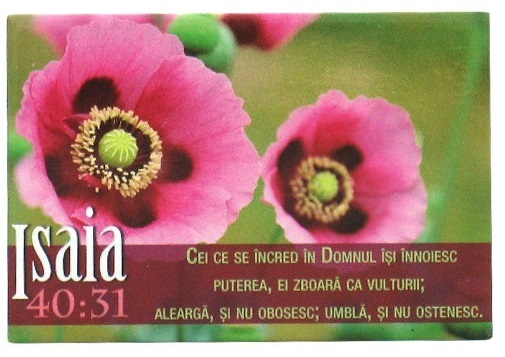 Isaia
40:31
Cei ce se încred în Domnul își înnoiesc
puterea, ei zboară ca vulturii;
aleargă, și nu obosesc; umblă, și nu ostenesc.